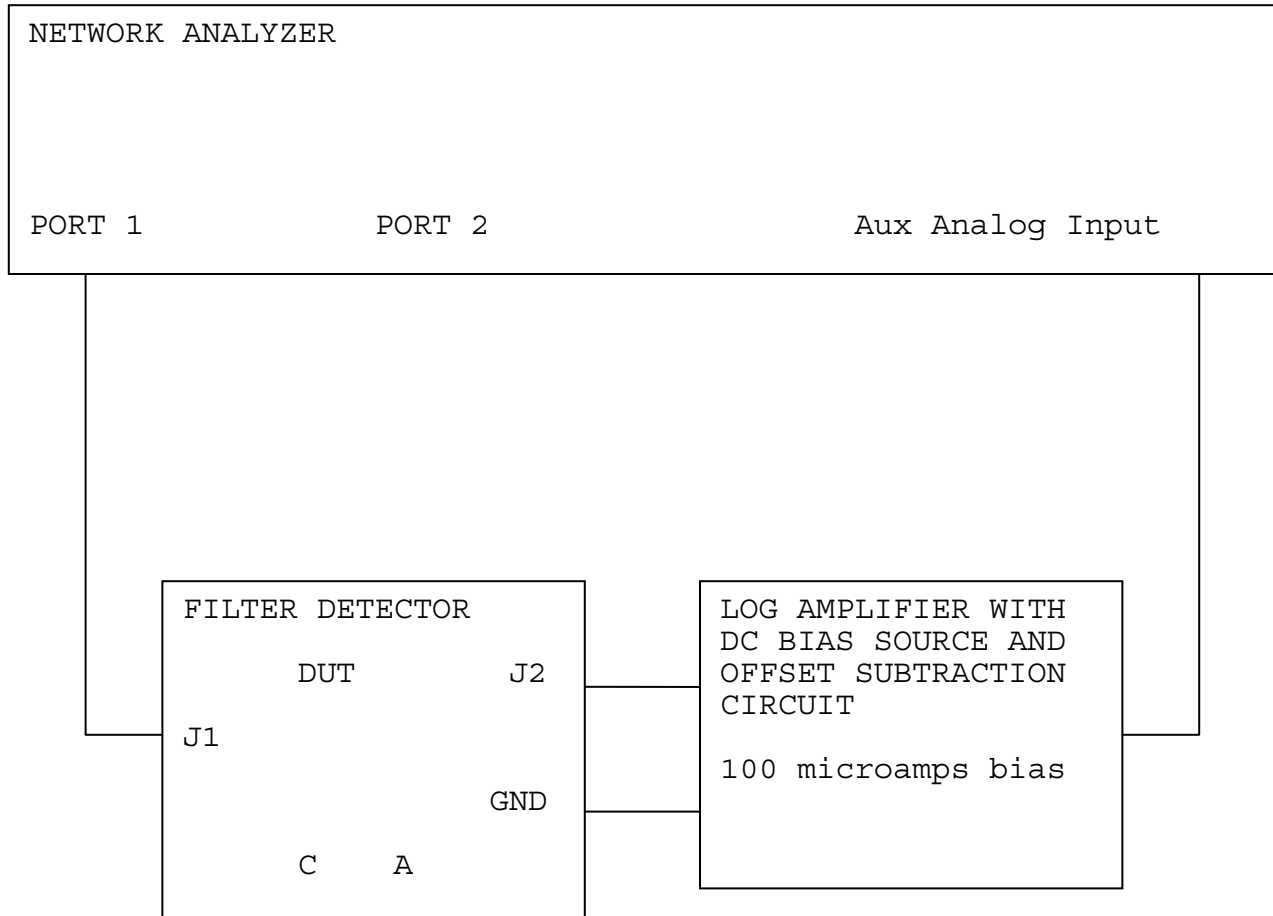 NETWORK ANALYZER
PORT 1 PORT 2 Aux Analog Input
FILTER DETECTOR
DUT J2
J1
GND
C A
LOG AMPLIFIER WITH
DC BIAS SOURCE AND
OFFSET SUBTRACTION
CIRCUIT
100 microamps bias